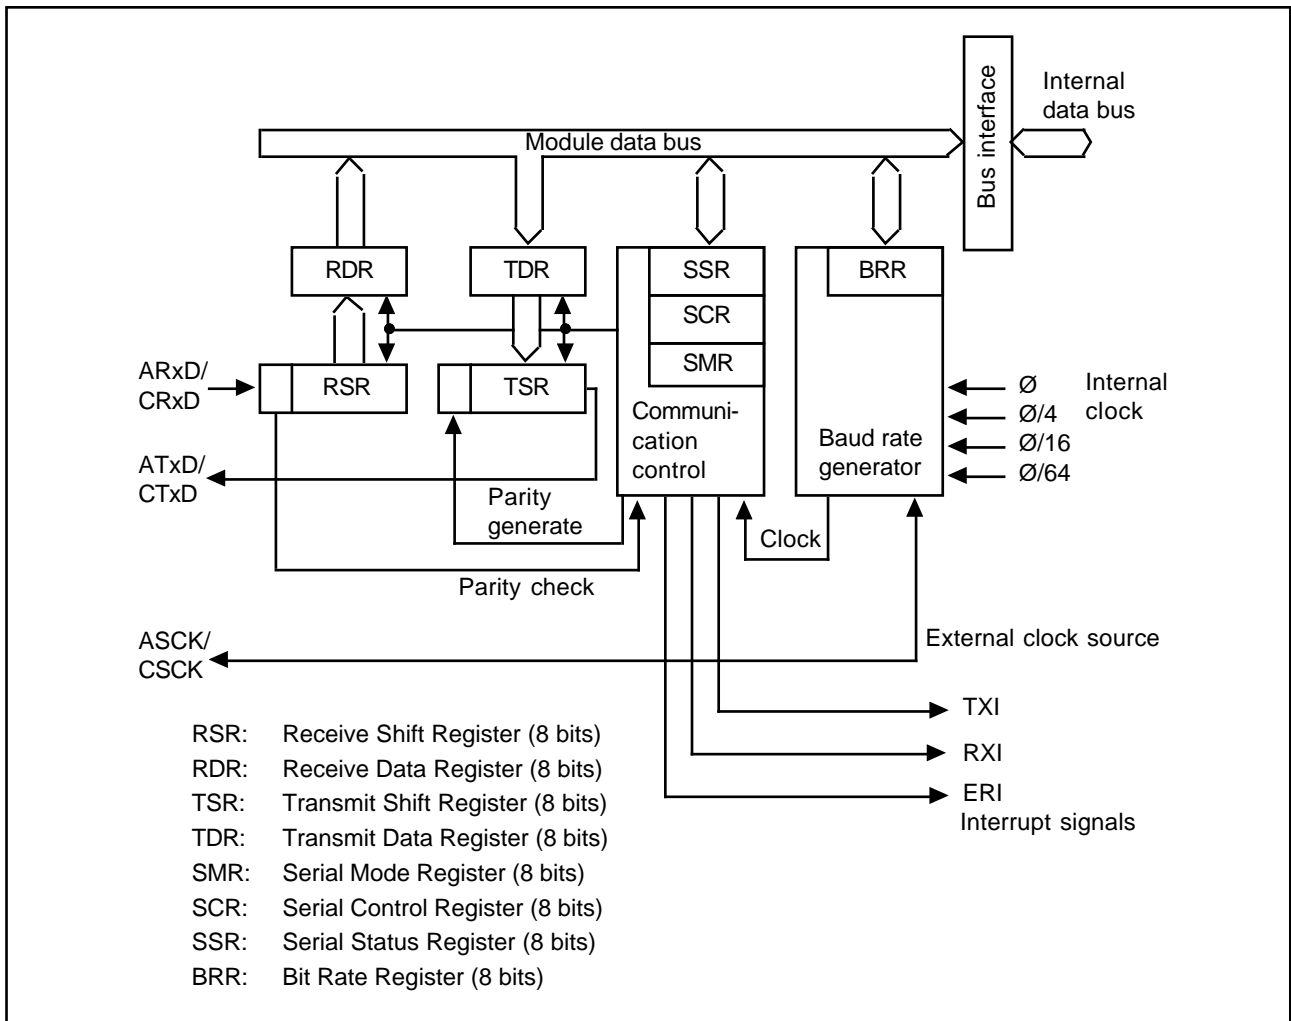 Internal
data bus
Bus interface
Module data bus
RDR
TDR
SSR
BRR
SCR
SMR
ARxD/
CRxD
RSR
TSR
Communi-
cation
control
Baud rate
generator
Ø
Ø/4
Ø/16
Ø/64
Internal
clock
ATxD/
CTxD
Parity
generate
Clock
Parity check
ASCK/
CSCK
External clock source
TXI
RXI
ERI
Interrupt signals
RSR: Receive Shift Register (8 bits)
RDR: Receive Data Register (8 bits)
TSR: Transmit Shift Register (8 bits)
TDR: Transmit Data Register (8 bits)
SMR: Serial Mode Register (8 bits)
SCR: Serial Control Register (8 bits)
SSR: Serial Status Register (8 bits)
BRR: Bit Rate Register (8 bits)